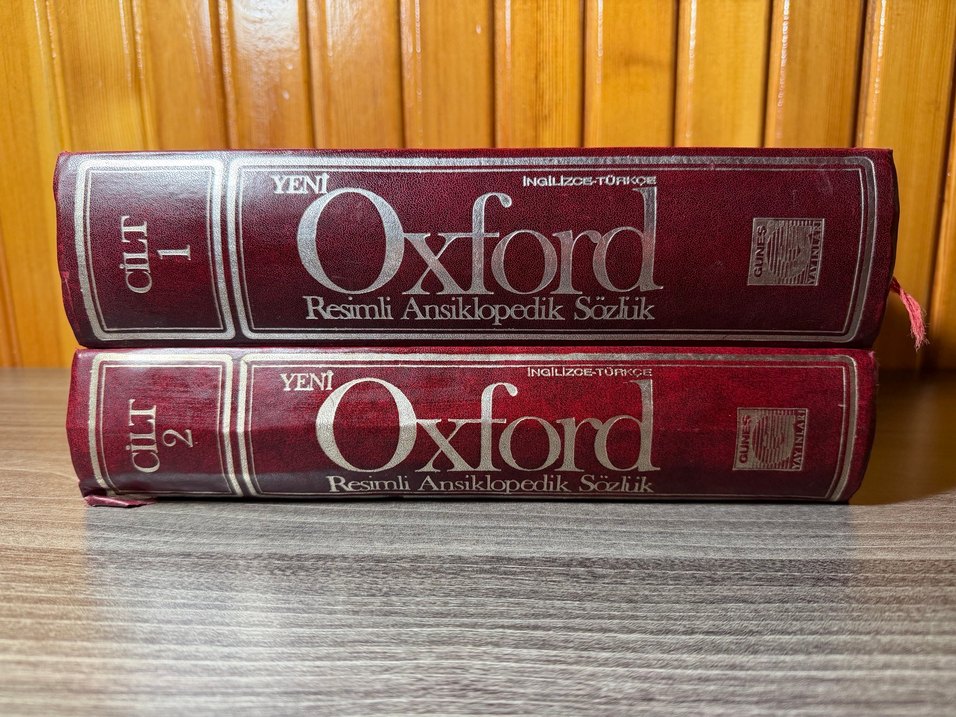 CİLT
1
YENİ
İNGİLİZCE-TÜRKÇE
Oxford
Resimli Ansiklopedik Sözlük
GÜNEŞ
YAYINLARI
CİLT
2
YENİ
İNGİLİZCE-TÜRKÇE
Oxford
Resimli Ansiklopedik Sözlük
GÜNEŞ
YAYINLARI